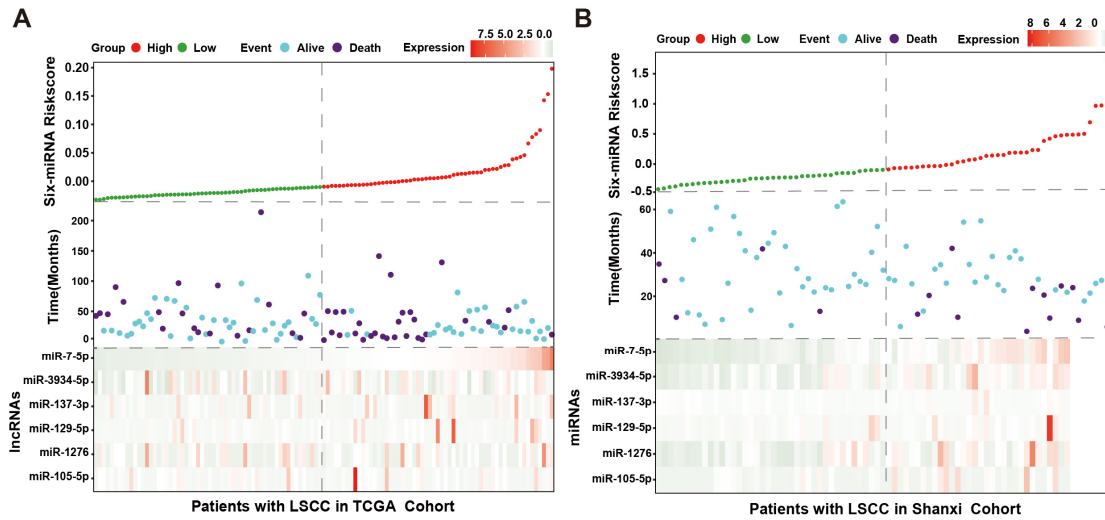 A
Group High Low Event Alive Death Expression 7.5 5.0 2.5 0.0
Six-miRNA Riskscore
0.20
0.15
0.10
0.05
0.00
Time(Months)
200
150
100
50
0
lncRNAs
miR-7-5p
miR-3934-5p
miR-137-3p
miR-129-5p
miR-1276
miR-105-5p
Patients with LSCC in TCGA Cohort
B
Group High Low Event Alive Death Expression 8 6 4 2 0
Six-miRNA Riskscore
1.5
1.0
0.5
0.0
-0.5
Time(Months)
60
40
20
miRNAs
miR-7-5p
miR-3934-5p
miR-137-3p
miR-129-5p
miR-1276
miR-105-5p
Patients with LSCC in Shanxi Cohort